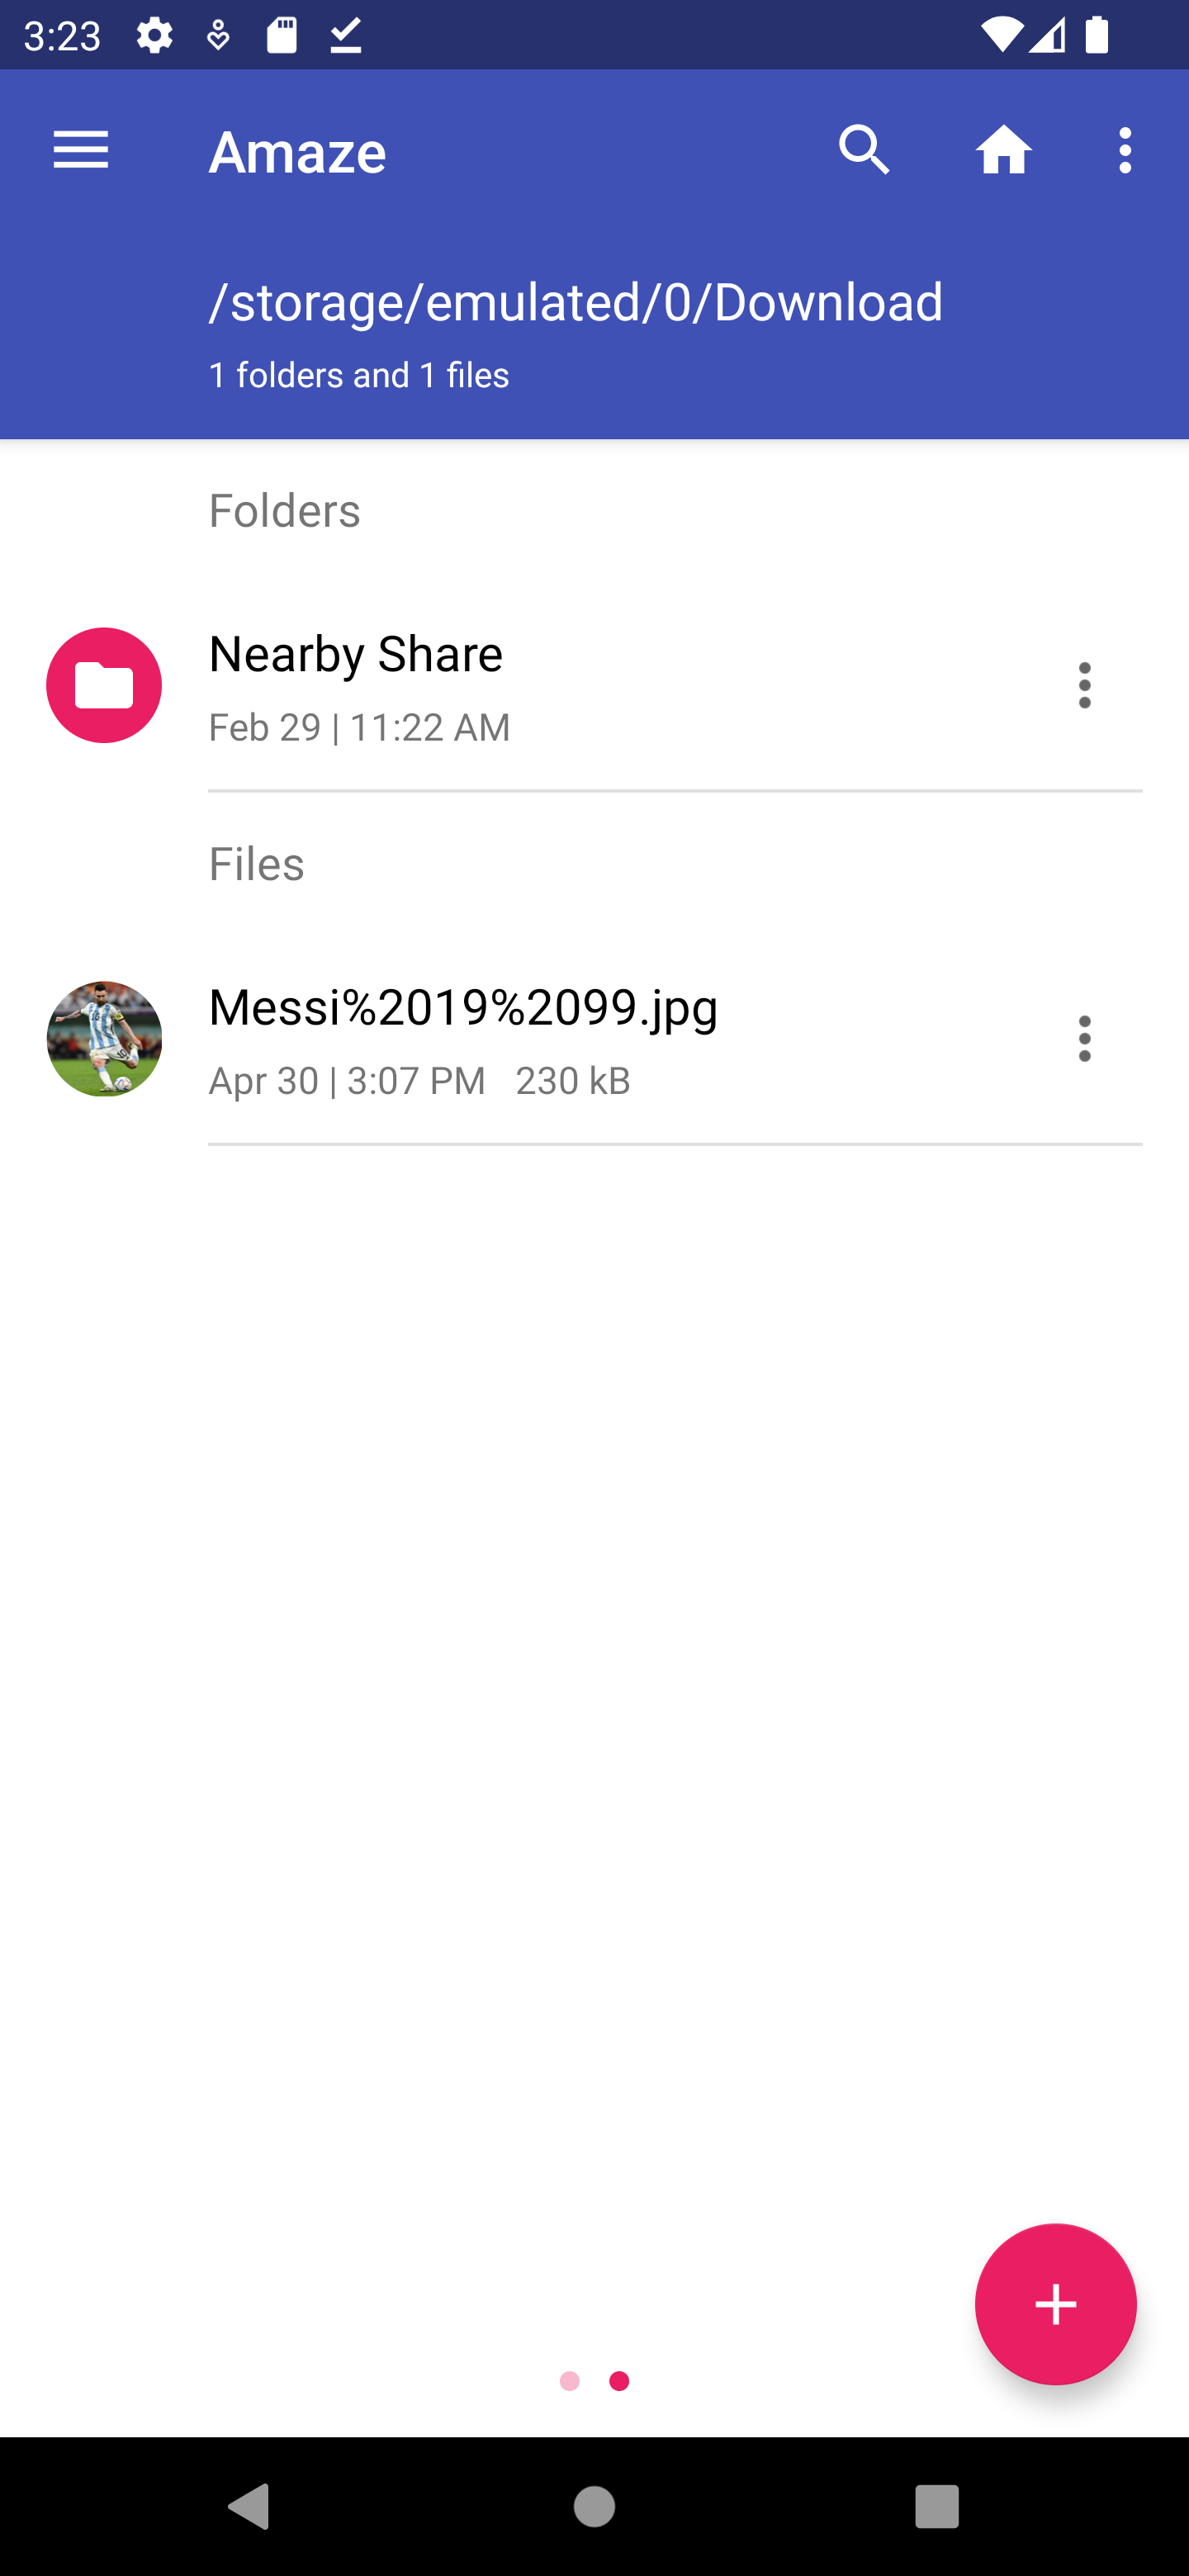 3:23
Amaze
/storage/emulated/0/Download
1 folders and 1 files
Folders
Nearby Share
Feb 29 | 11:22 AM
Files
Messi%2019%2099.jpg
Apr 30 | 3:07 PM 230 kB